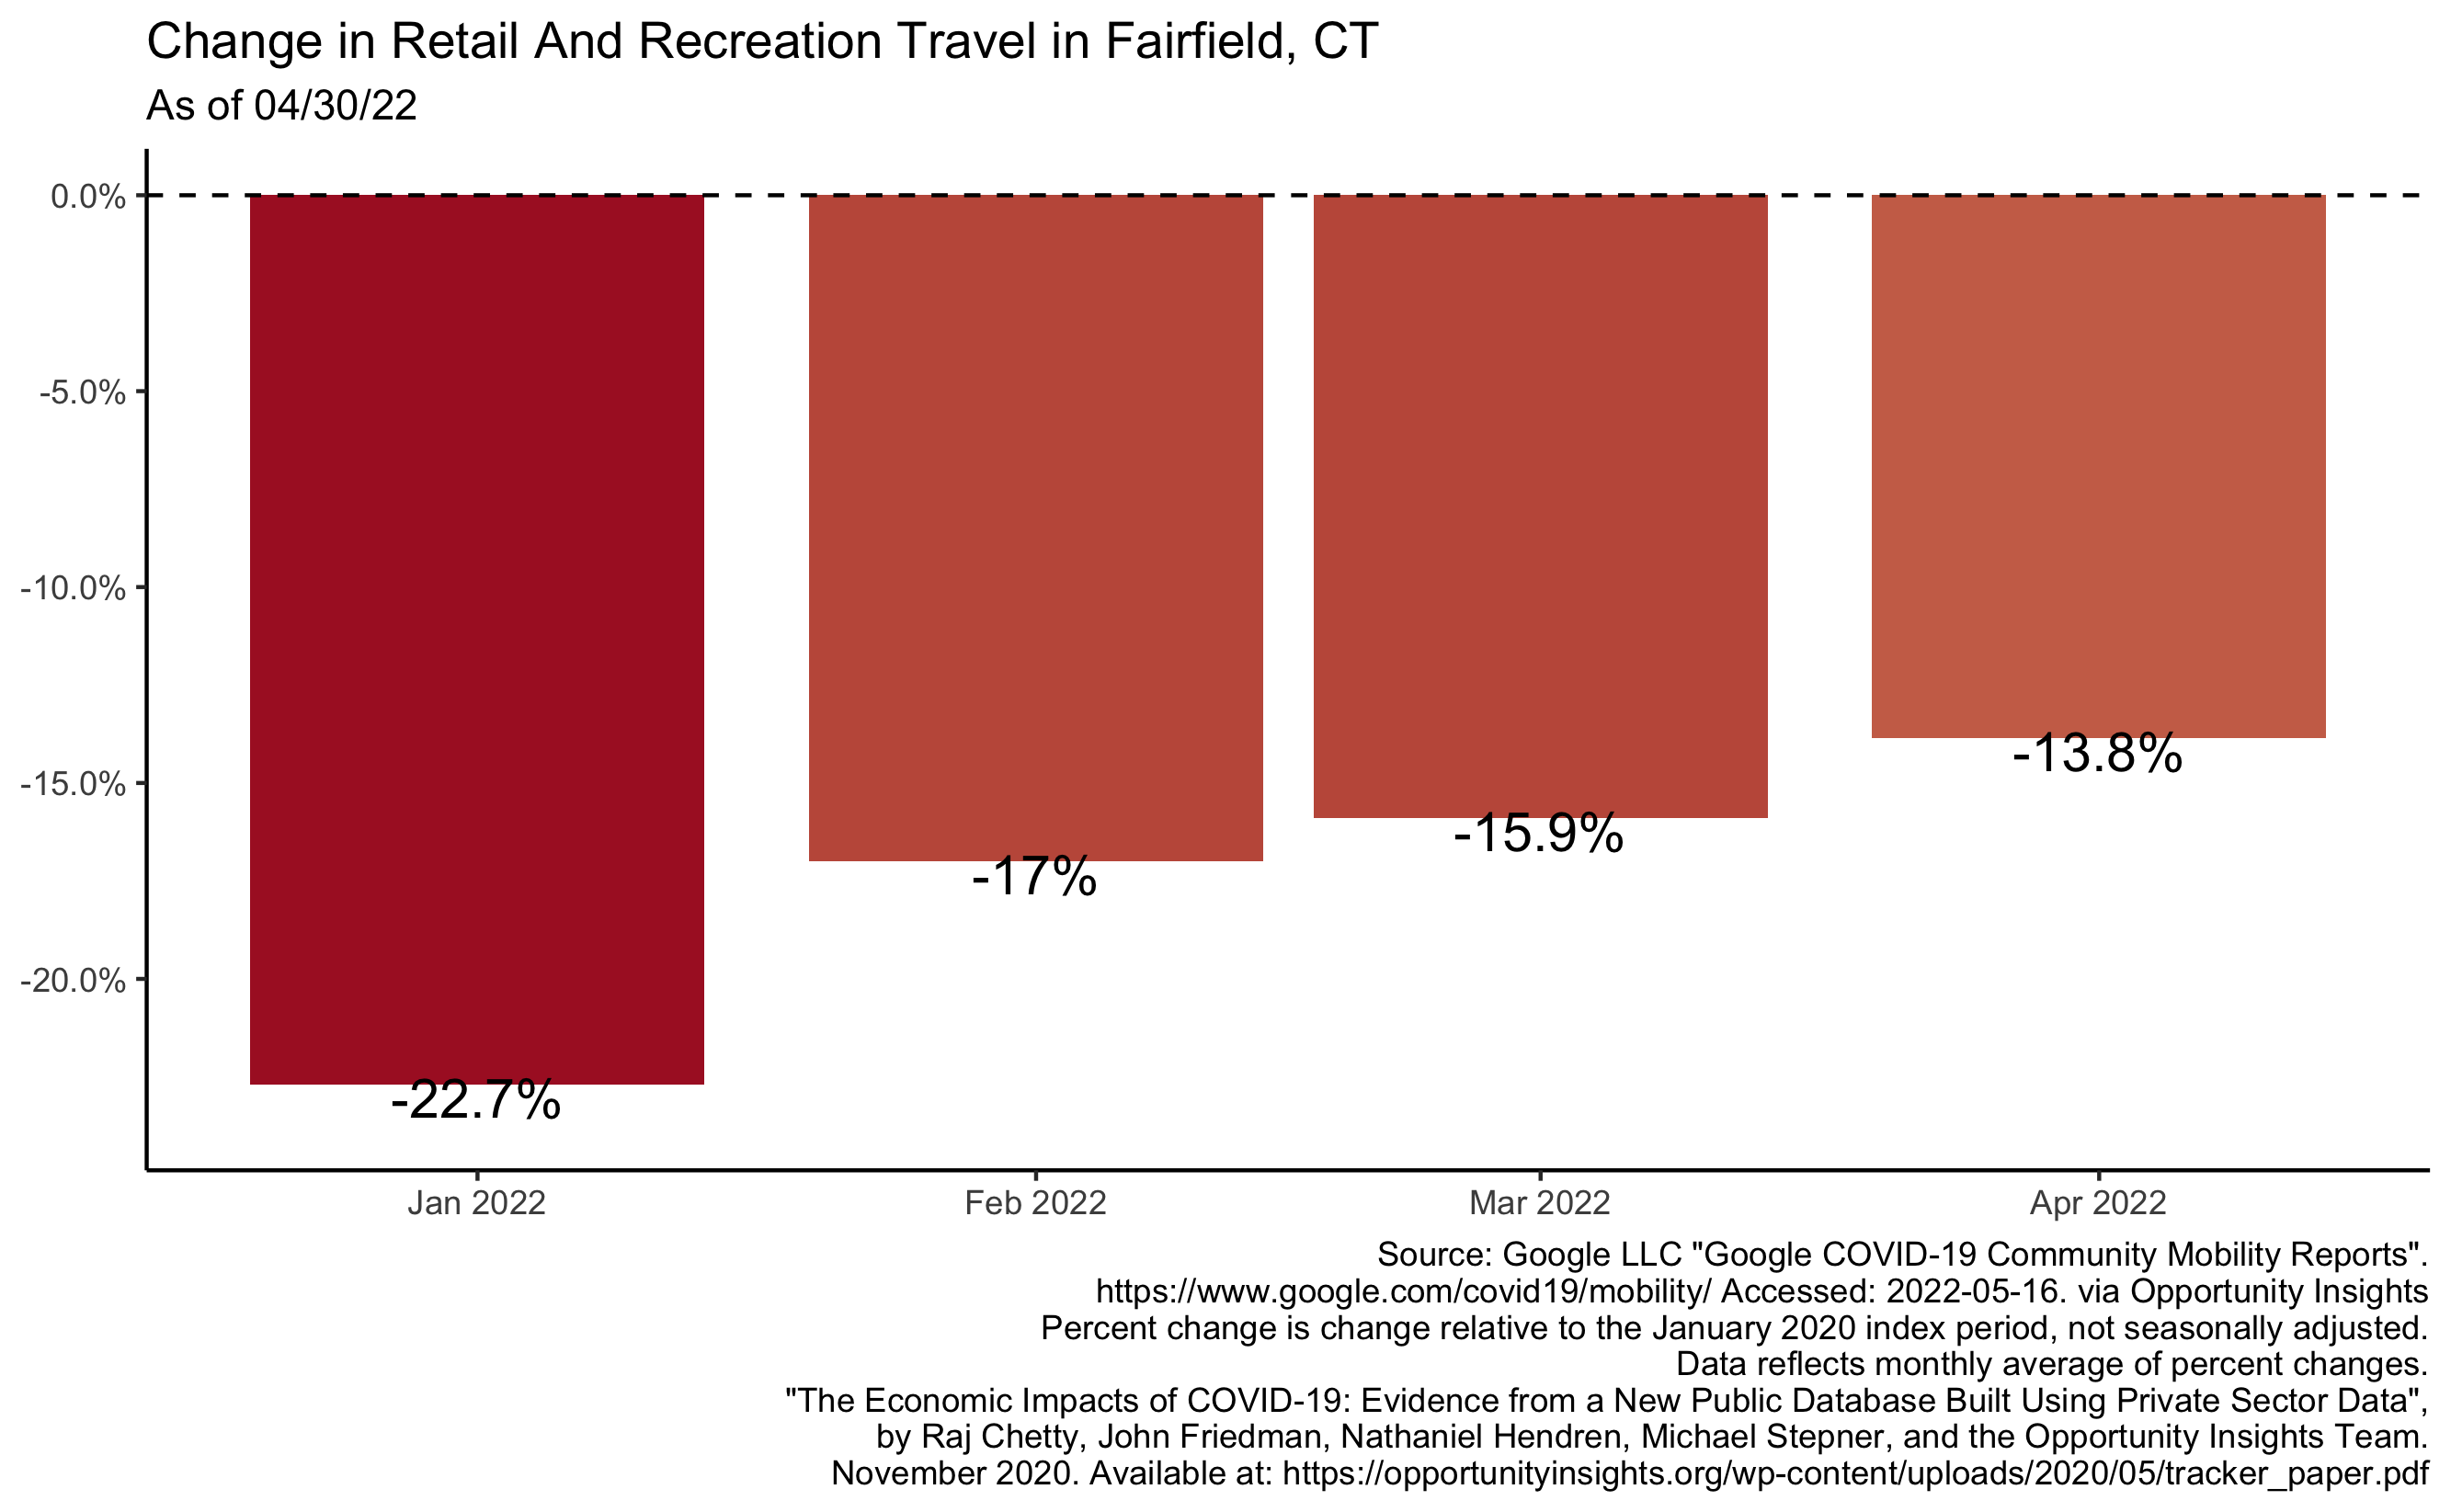 Change in Retail And Recreation Travel in Fairfield, CT
As of 04/30/22
0.0%
-5.0%
-10.0%
-15.0%
-20.0%
-22.7%
-17%
-15.9%
-13.8%
Jan 2022
Feb 2022
Mar 2022
Apr 2022
Source: Google LLC "Google COVID-19 Community Mobility Reports".
https://www.google.com/covid19/mobility/ Accessed: 2022-05-16. via Opportunity Insights
Percent change is change relative to the January 2020 index period, not seasonally adjusted.
Data reflects monthly average of percent changes.
"The Economic Impacts of COVID-19: Evidence from a New Public Database Built Using Private Sector Data",
by Raj Chetty, John Friedman, Nathaniel Hendren, Michael Stepner, and the Opportunity Insights Team.
November 2020. Available at: https://opportunityinsights.org/wp-content/uploads/2020/05/tracker_paper.pdf